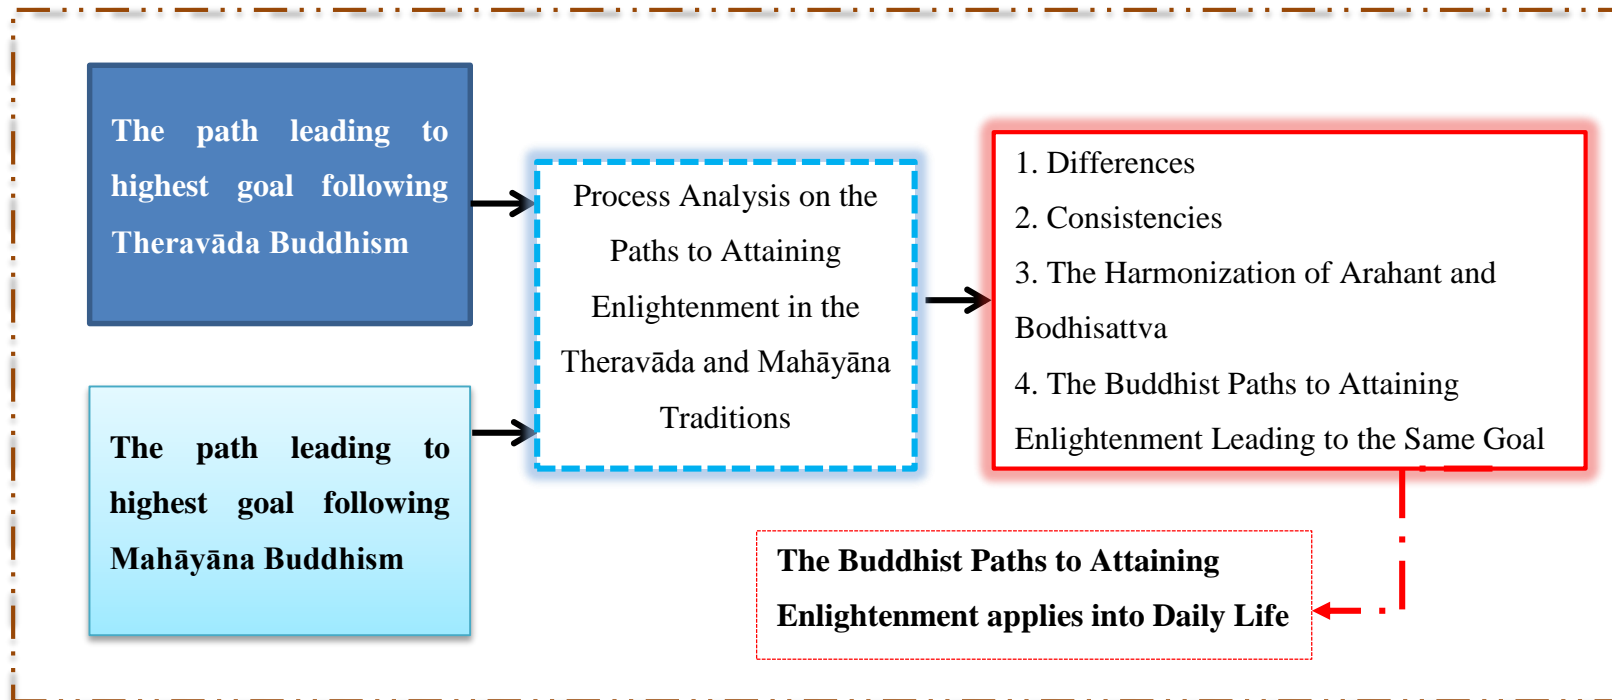 The path leading to
highest goal following
Theravāda Buddhism
The path leading to
highest goal following
Mahāyāna Buddhism
Process Analysis on the
Paths to Attaining
Enlightenment in the
Theravāda and Mahāyāna
Traditions
1. Differences
2. Consistencies
3. The Harmonization of Arahant and
Bodhisattva
4. The Buddhist Paths to Attaining
Enlightenment Leading to the Same Goal
The Buddhist Paths to Attaining
Enlightenment applies into Daily Life